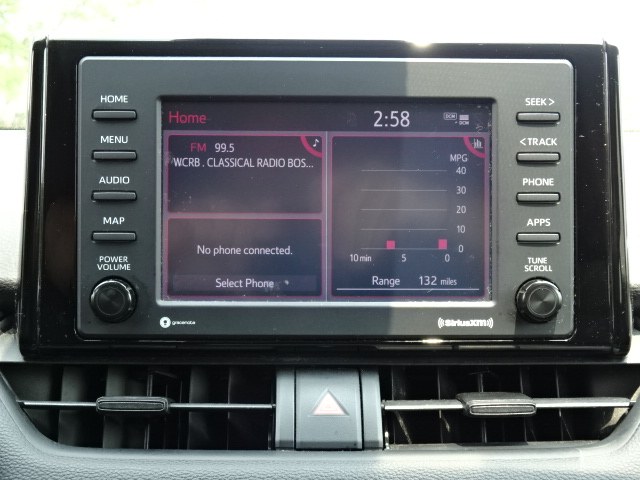 HOME
MENU
AUDIO
MAP
POWER
VOLUME
Home
2:58
DCM
FM 99.5
WCRB . CLASSICAL RADIO BOS...
No phone connected.
Select Phone
MPG
40
30
20
10
0
10 min 5 0
Range 132 miles
SEEK >
< TRACK
PHONE
APPS
TUNE
SCROLL
gracenote
SiriusXM